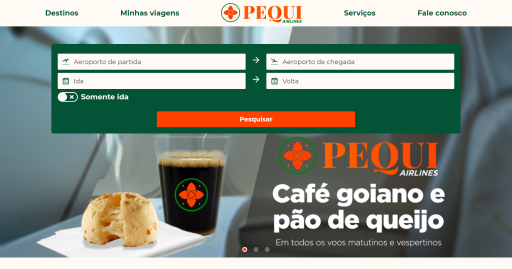 Destinos
Minhas viagens
PEQUI
AIRLINES
Serviços
Fale conosco
Aeroporto de partida
Aeroporto de chegada
Ida
Volta
Somente ida
Pesquisar
PEQUI
AIRLINES
Café goiano e
pão de queijo
Em todos os voos matutinos e vespertinos